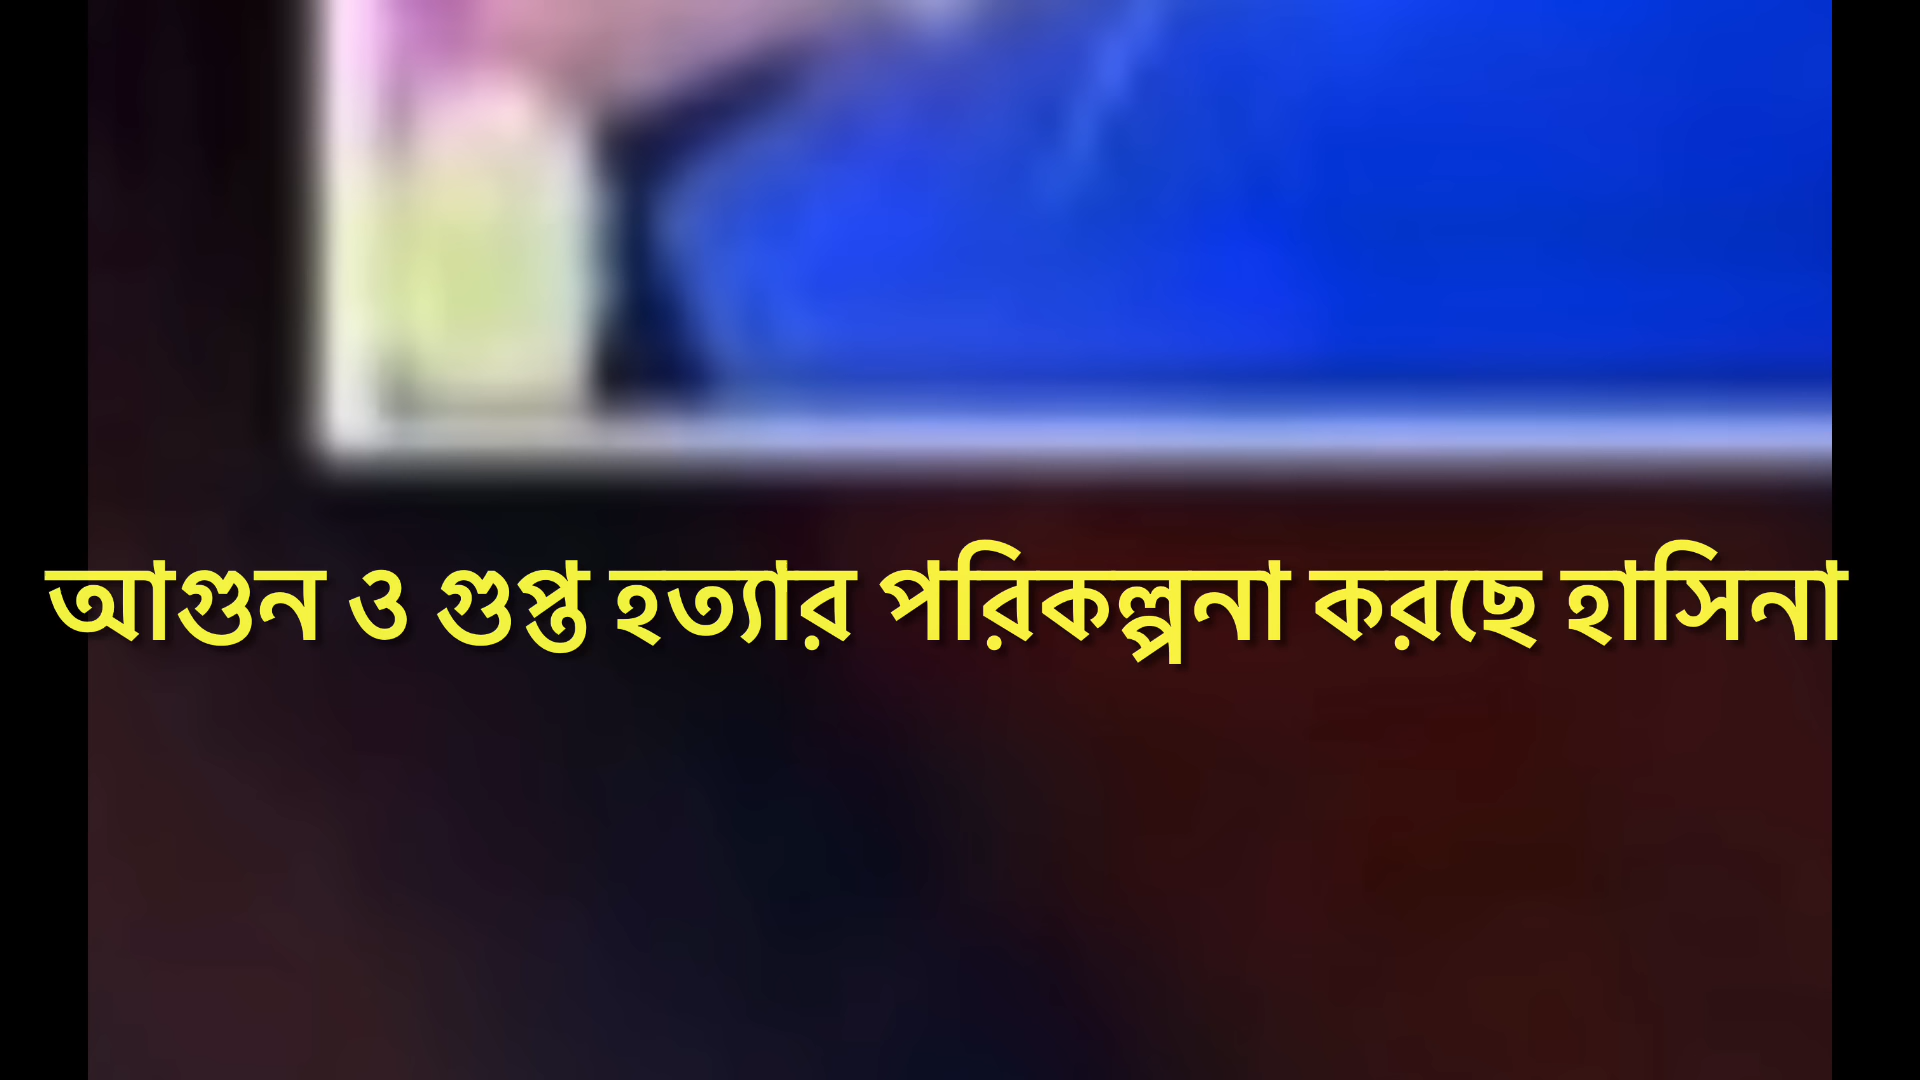 আগুন ও গুপ্ত হত্যার পরিকল্পনা করছে হাসিনা